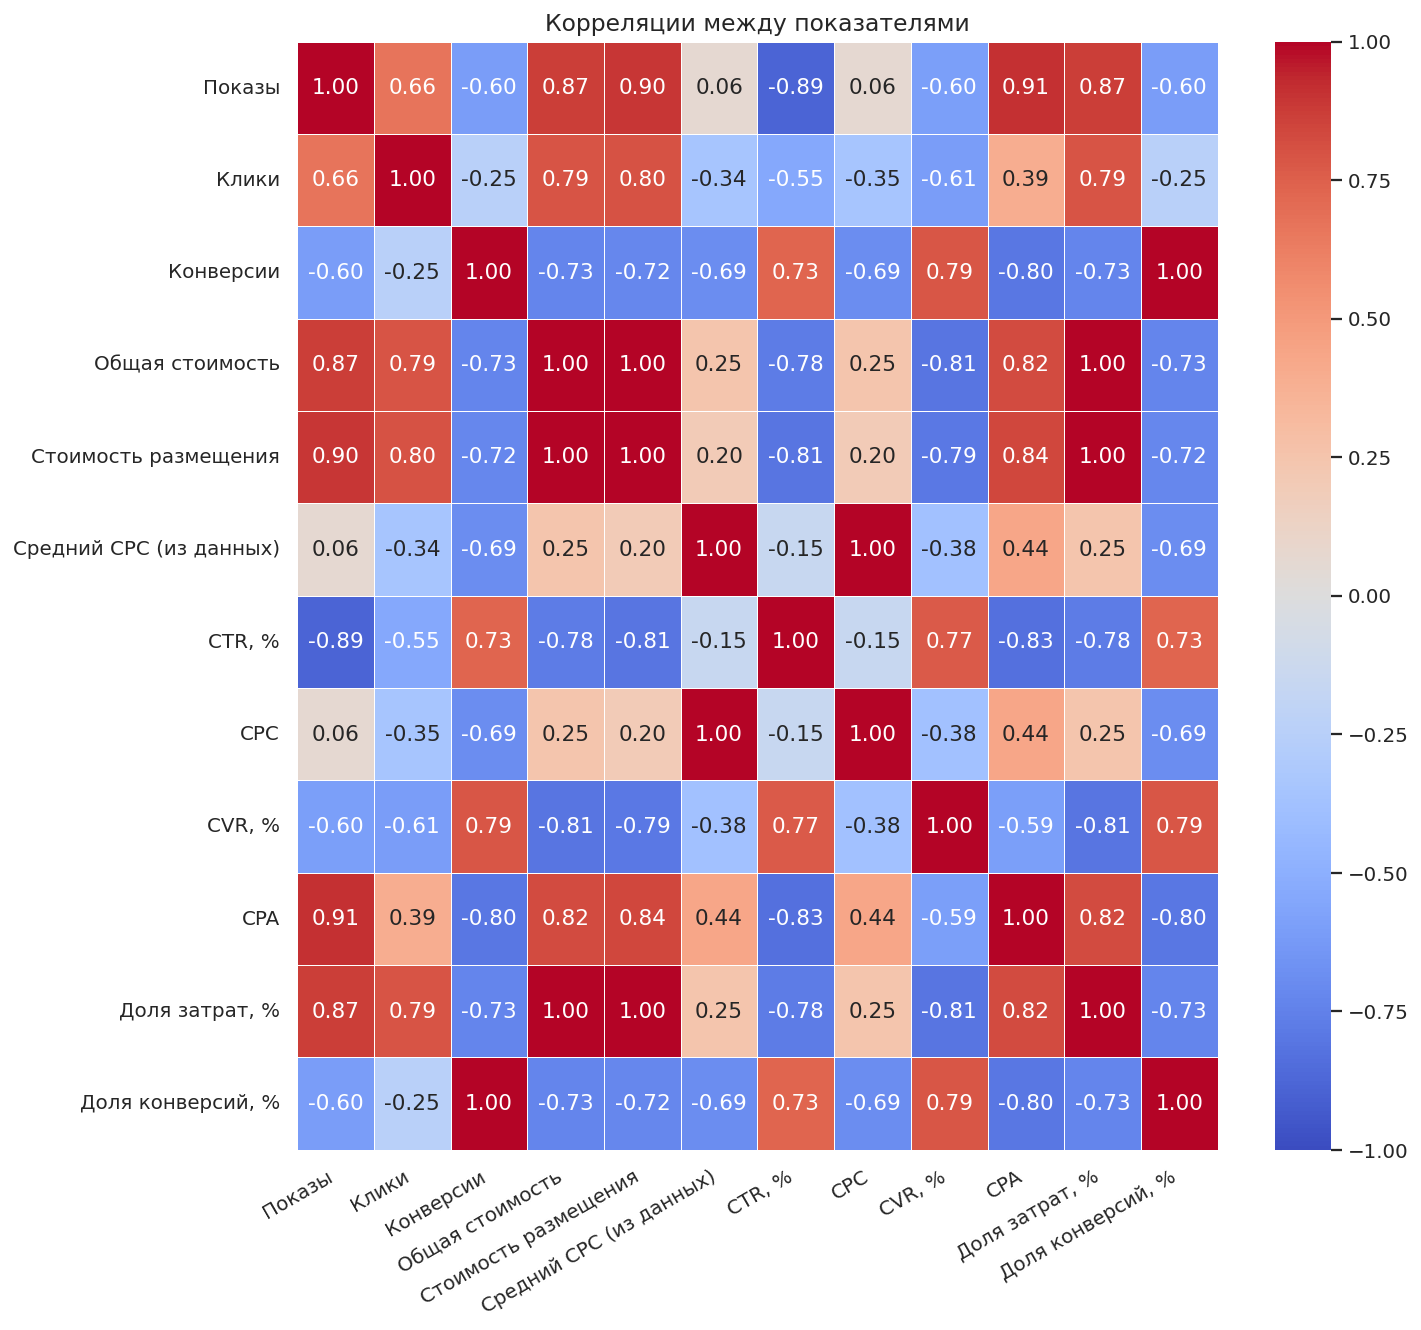 Корреляции между показателями
Показы 1.00 0.66 -0.60 0.87 0.90 0.06 -0.89 0.06 -0.60 0.91 0.87 -0.60
Клики 0.66 1.00 -0.25 0.79 0.80 -0.34 -0.55 -0.35 -0.61 0.39 0.79 -0.25
Конверсии -0.60 -0.25 1.00 -0.73 -0.72 -0.69 0.73 -0.69 0.79 -0.80 -0.73 1.00
Общая стоимость 0.87 0.79 -0.73 1.00 1.00 0.25 -0.78 0.25 -0.81 0.82 1.00 -0.73
Стоимость размещения 0.90 0.80 -0.72 1.00 1.00 0.20 -0.81 0.20 -0.79 0.84 1.00 -0.72
Средний CPC (из данных) 0.06 -0.34 -0.69 0.25 0.20 1.00 -0.15 1.00 -0.38 0.44 0.25 -0.69
CTR, % -0.89 -0.55 0.73 -0.78 -0.81 -0.15 1.00 -0.15 0.77 -0.83 -0.78 0.73
CPC 0.06 -0.35 -0.69 0.25 0.20 1.00 -0.15 1.00 -0.38 0.44 0.25 -0.69
CVR, % -0.60 -0.61 0.79 -0.81 -0.79 -0.38 0.77 -0.38 1.00 -0.59 -0.81 0.79
CPA 0.91 0.39 -0.80 0.82 0.84 0.44 -0.83 0.44 -0.59 1.00 0.82 -0.80
Доля затрат, % 0.87 0.79 -0.73 1.00 1.00 0.25 -0.78 0.25 -0.81 0.82 1.00 -0.73
Доля конверсий, % -0.60 -0.25 1.00 -0.73 -0.72 -0.69 0.73 -0.69 0.79 -0.80 -0.73 1.00
Показы
Клики
Конверсии
Общая стоимость
Стоимость размещения
Средний CPC (из данных)
CTR, %
CPC
CVR, %
CPA
Доля затрат, %
Доля конверсий, %
1.00
0.75
0.50
0.25
0.00
−0.25
−0.50
−0.75
−1.00